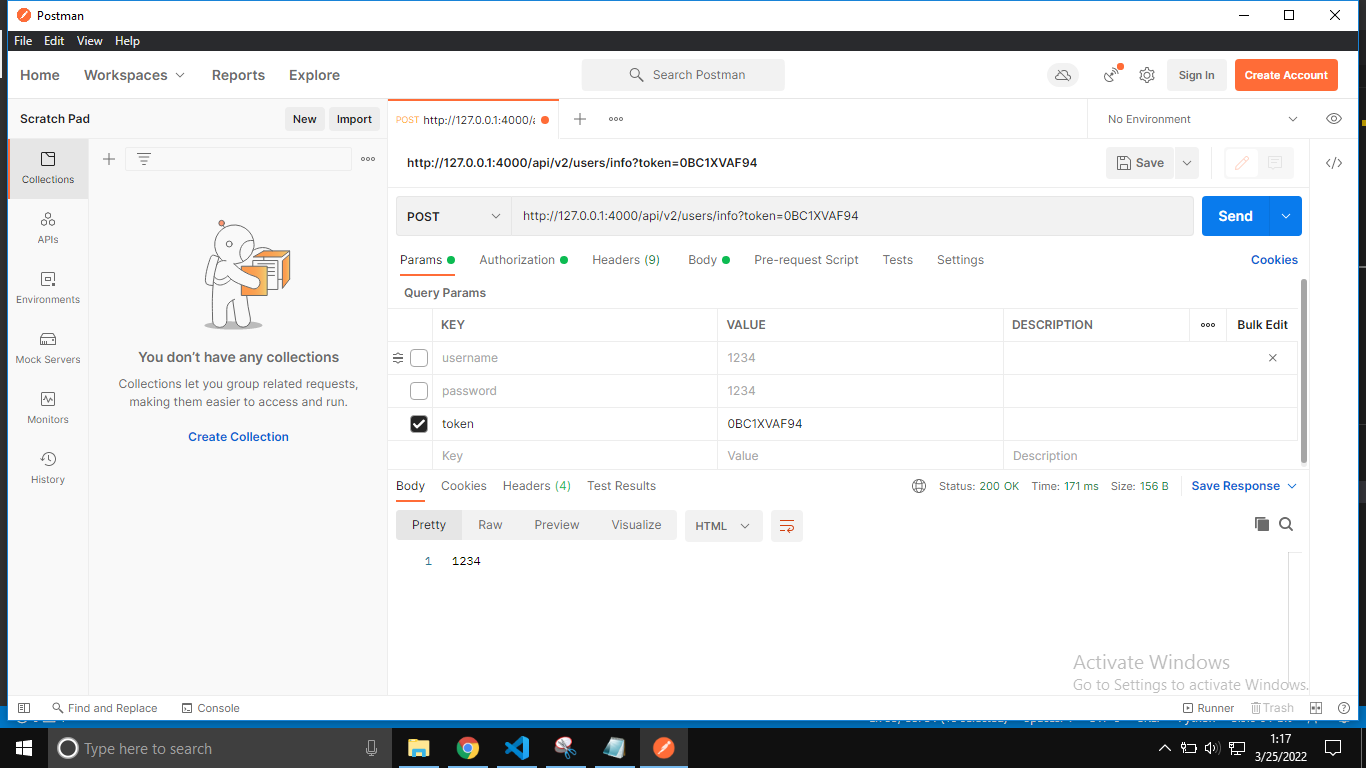 Postman
File Edit View Help
Home Workspaces Reports Explore Search Postman Sign In Create Account
Scratch Pad New Import POST http://127.0.0.1:4000/a No Environment
http://127.0.0.1:4000/api/v2/users/info?token=0BC1XVAF94 Save
Collections
POST http://127.0.0.1:4000/api/v2/users/info?token=0BC1XVAF94 Send
APIs
Params Authorization Headers (9) Body Pre-request Script Tests Settings Cookies
Environments
Query Params
KEY VALUE DESCRIPTION Bulk Edit
Mock Servers
You don't have any collections
username 1234
Collections let you group related requests,
making them easier to access and run.
password 1234
Monitors
token 0BC1XVAF94
Create Collection
Key Value Description
History
Body Cookies Headers (4) Test Results Status: 200 OK Time: 171 ms Size: 156 B Save Response
Pretty Raw Preview Visualize HTML
1 1234
Activate Windows
Go to Settings to activate Windows.
Find and Replace Console Runner Trash
Type here to search
1:17
3/25/2022